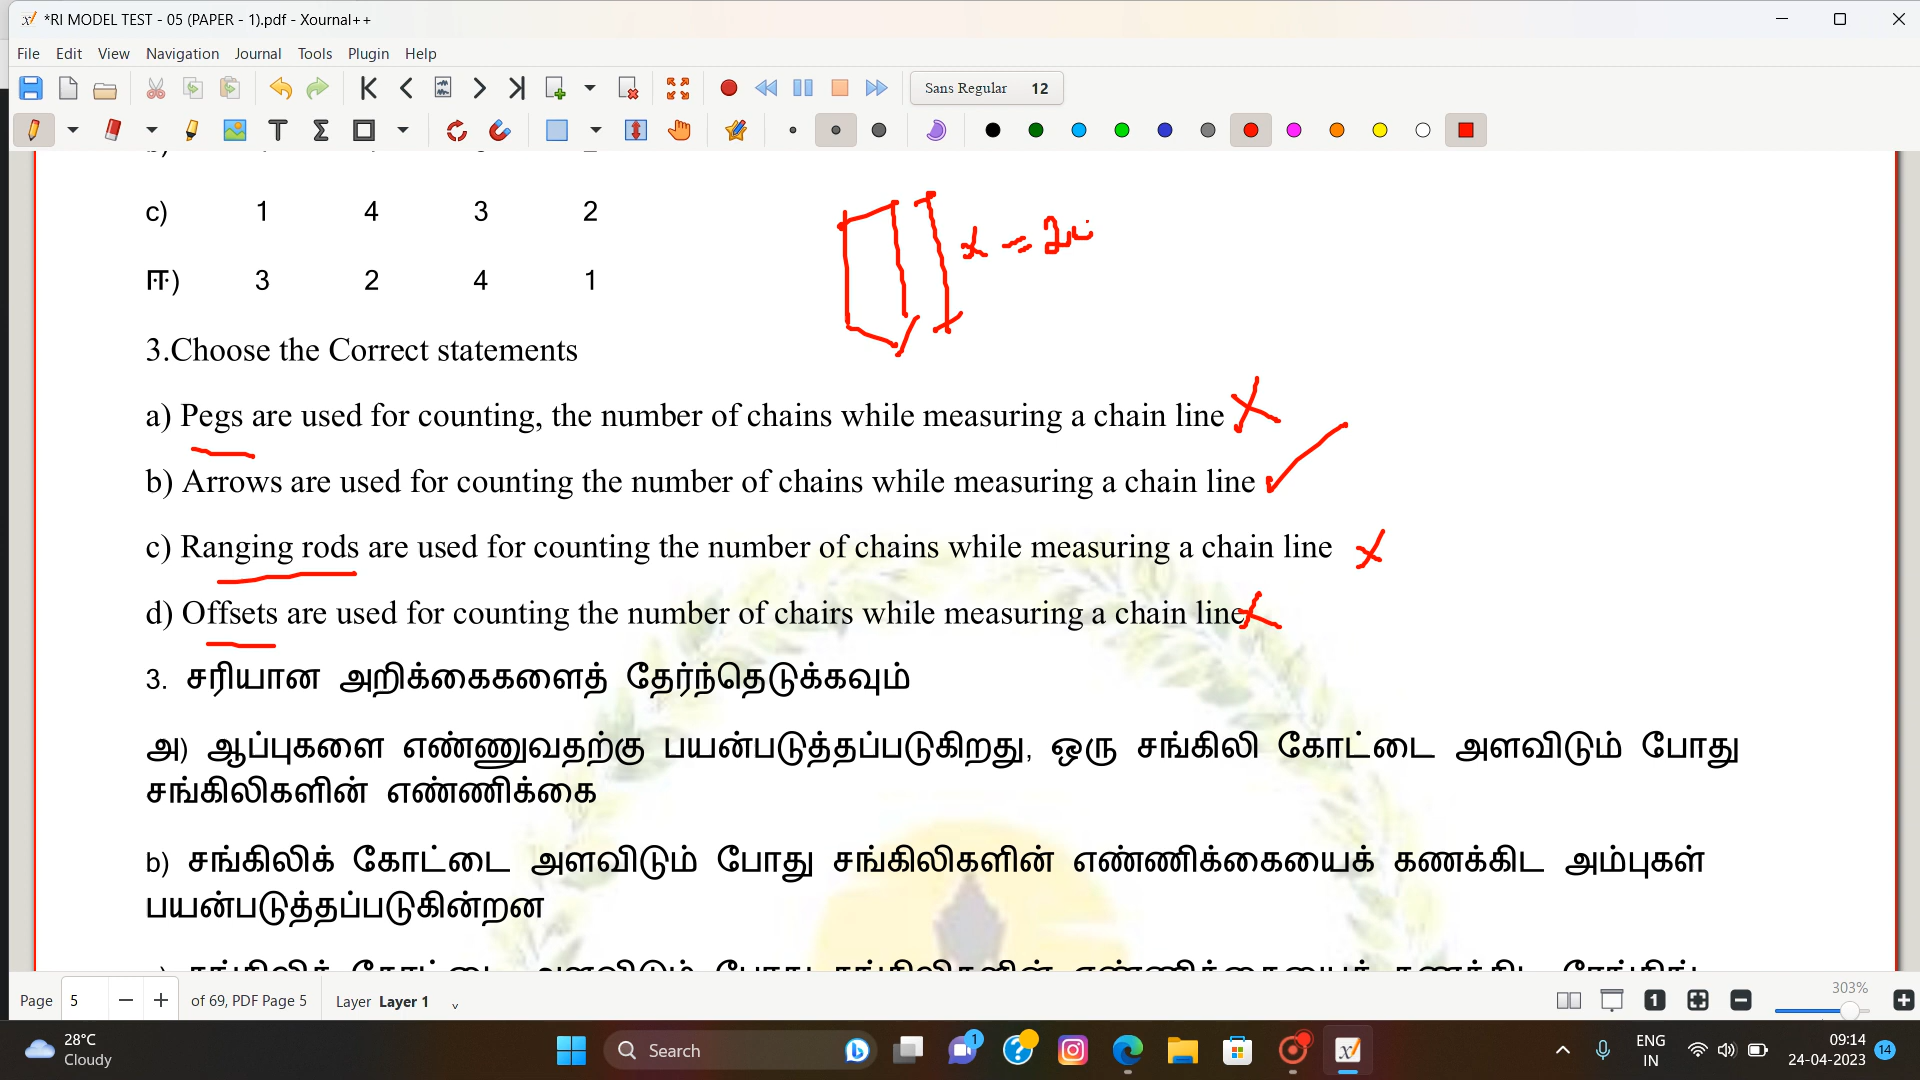 *RI MODEL TEST - 05 (PAPER - 1).pdf - Xournal++
File Edit View Navigation Journal Tools Plugin Help
Sans Regular 12
c) 1 4 3 2
ஈ) 3 2 4 1
3.Choose the Correct statements
a) Pegs are used for counting, the number of chains while measuring a chain line
b) Arrows are used for counting the number of chains while measuring a chain line
c) Ranging rods are used for counting the number of chains while measuring a chain line
d) Offsets are used for counting the number of chairs while measuring a chain line
3. சரியான அறிக்கைகளைத் தேர்ந்தெடுக்கவும்
அ) ஆப்புகளை எண்ணுவதற்கு பயன்படுத்தப்படுகிறது, ஒரு சங்கிலி கோட்டை அளவிடும் போது
சங்கிலிகளின் எண்ணிக்கை
b) சங்கிலிக் கோட்டை அளவிடும் போது சங்கிலிகளின் எண்ணிக்கையைக் கணக்கிட அம்புகள்
பயன்படுத்தப்படுகின்றன
Page 5 of 69, PDF Page 5 Layer Layer 1 303%
28°C
Cloudy
Search
ENG
IN
09:14
24-04-2023
14